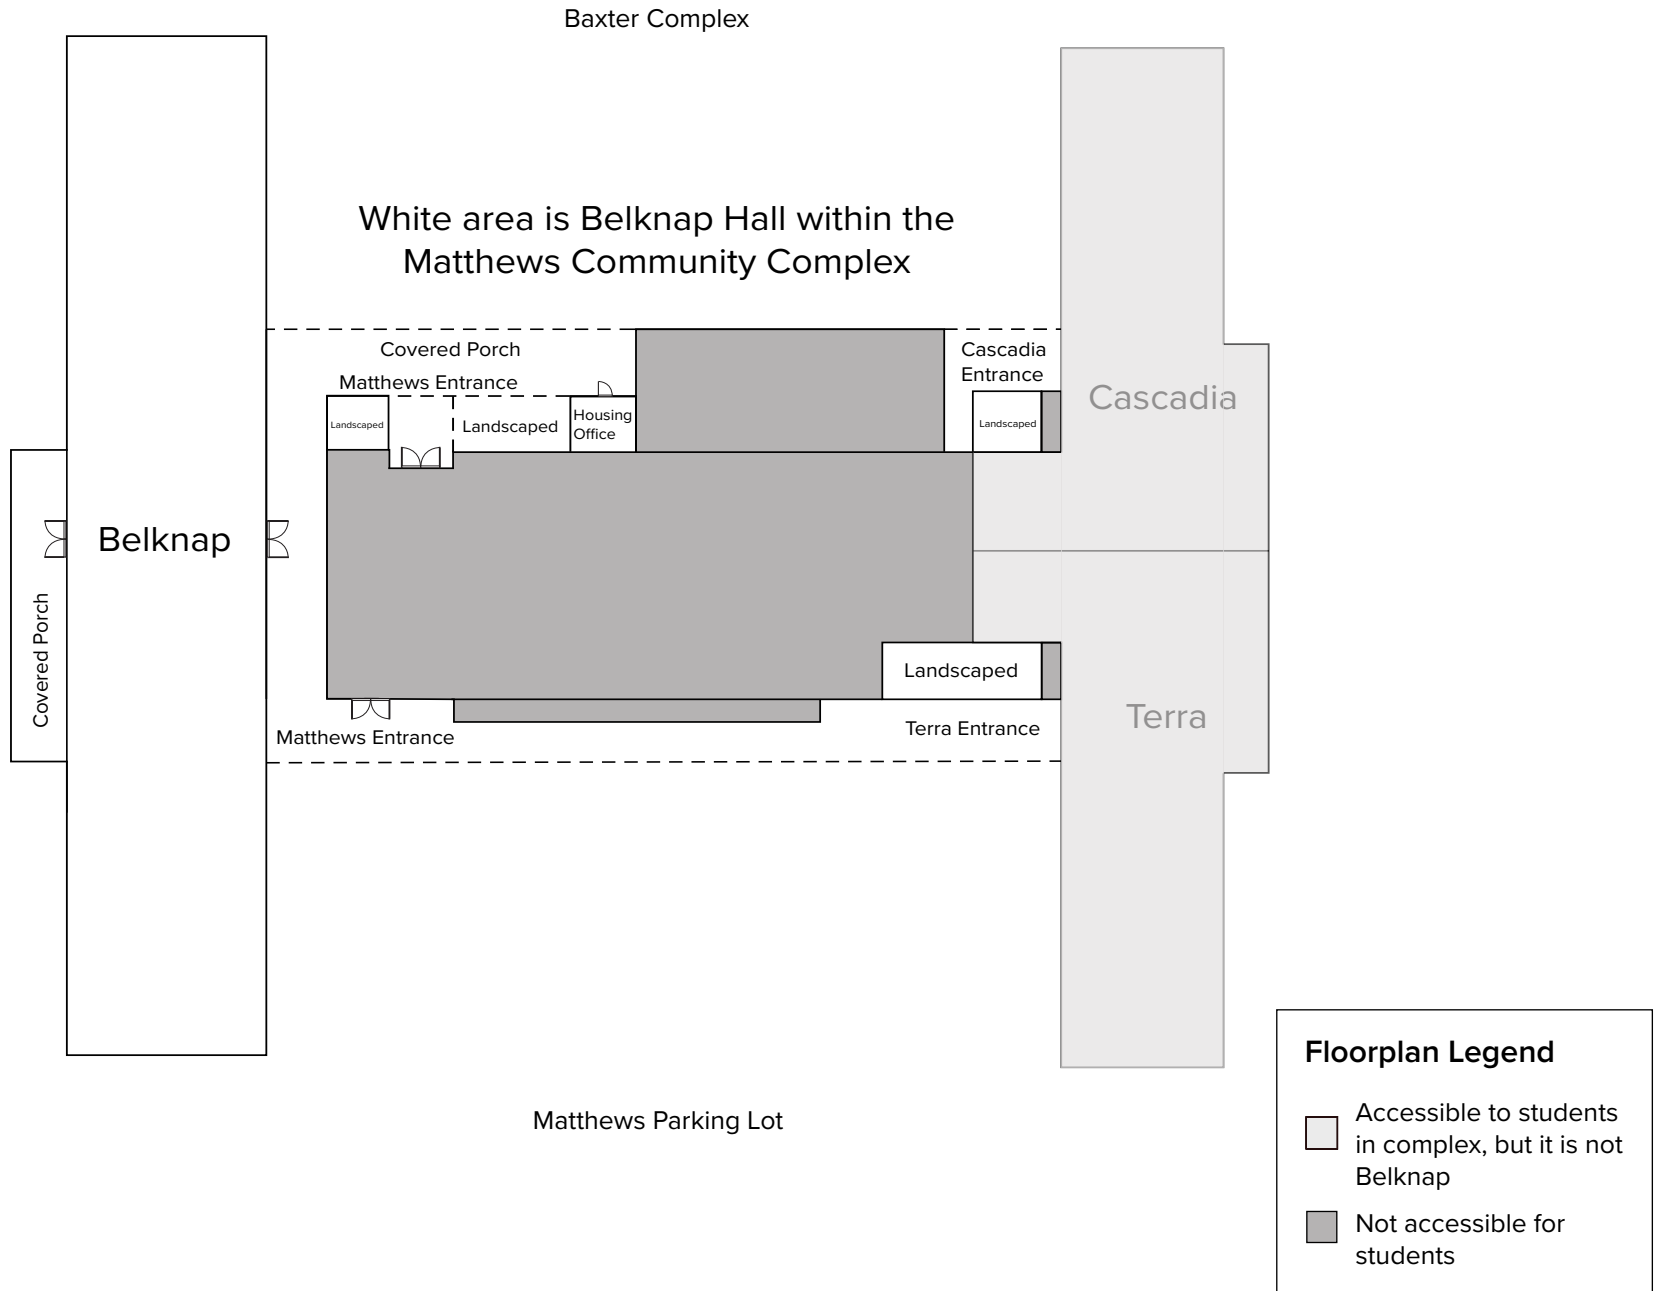 Baxter Complex
White area is Belknap Hall within the
Matthews Community Complex
Covered Porch
Matthews Entrance
Landscaped
Landscaped
Housing
Office
Cascadia
Entrance
Landscaped
Cascadia
Belknap
Covered Porch
Landscaped
Terra
Matthews Entrance
Terra Entrance
Matthews Parking Lot
Floorplan Legend
Accessible to students
in complex, but it is not
Belknap
Not accessible for
students